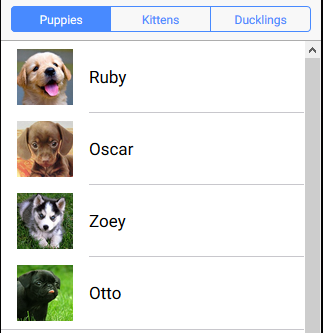 Puppies Kittens Ducklings
Ruby
Oscar
Zoey
Otto